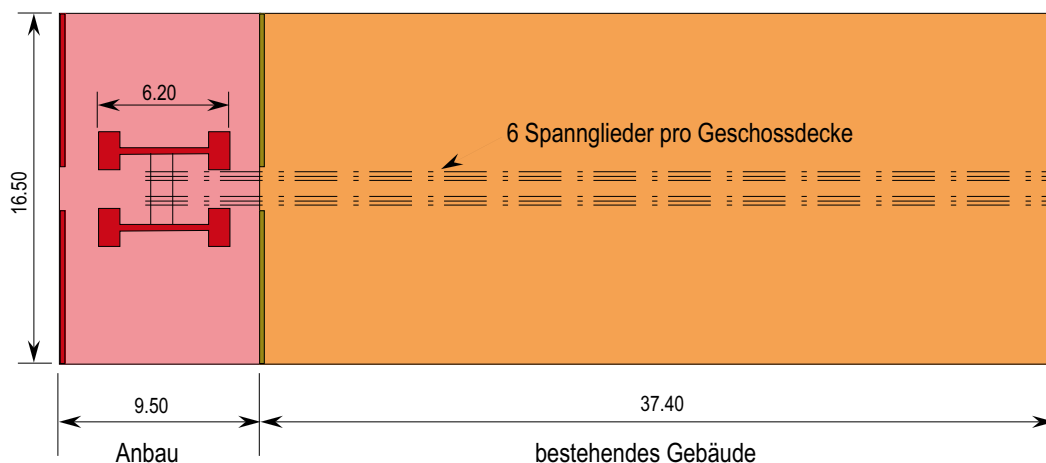 6.20
6 Spannglieder pro Geschossdecke
16.50
9.50
37.40
Anbau
bestehendes Gebäude